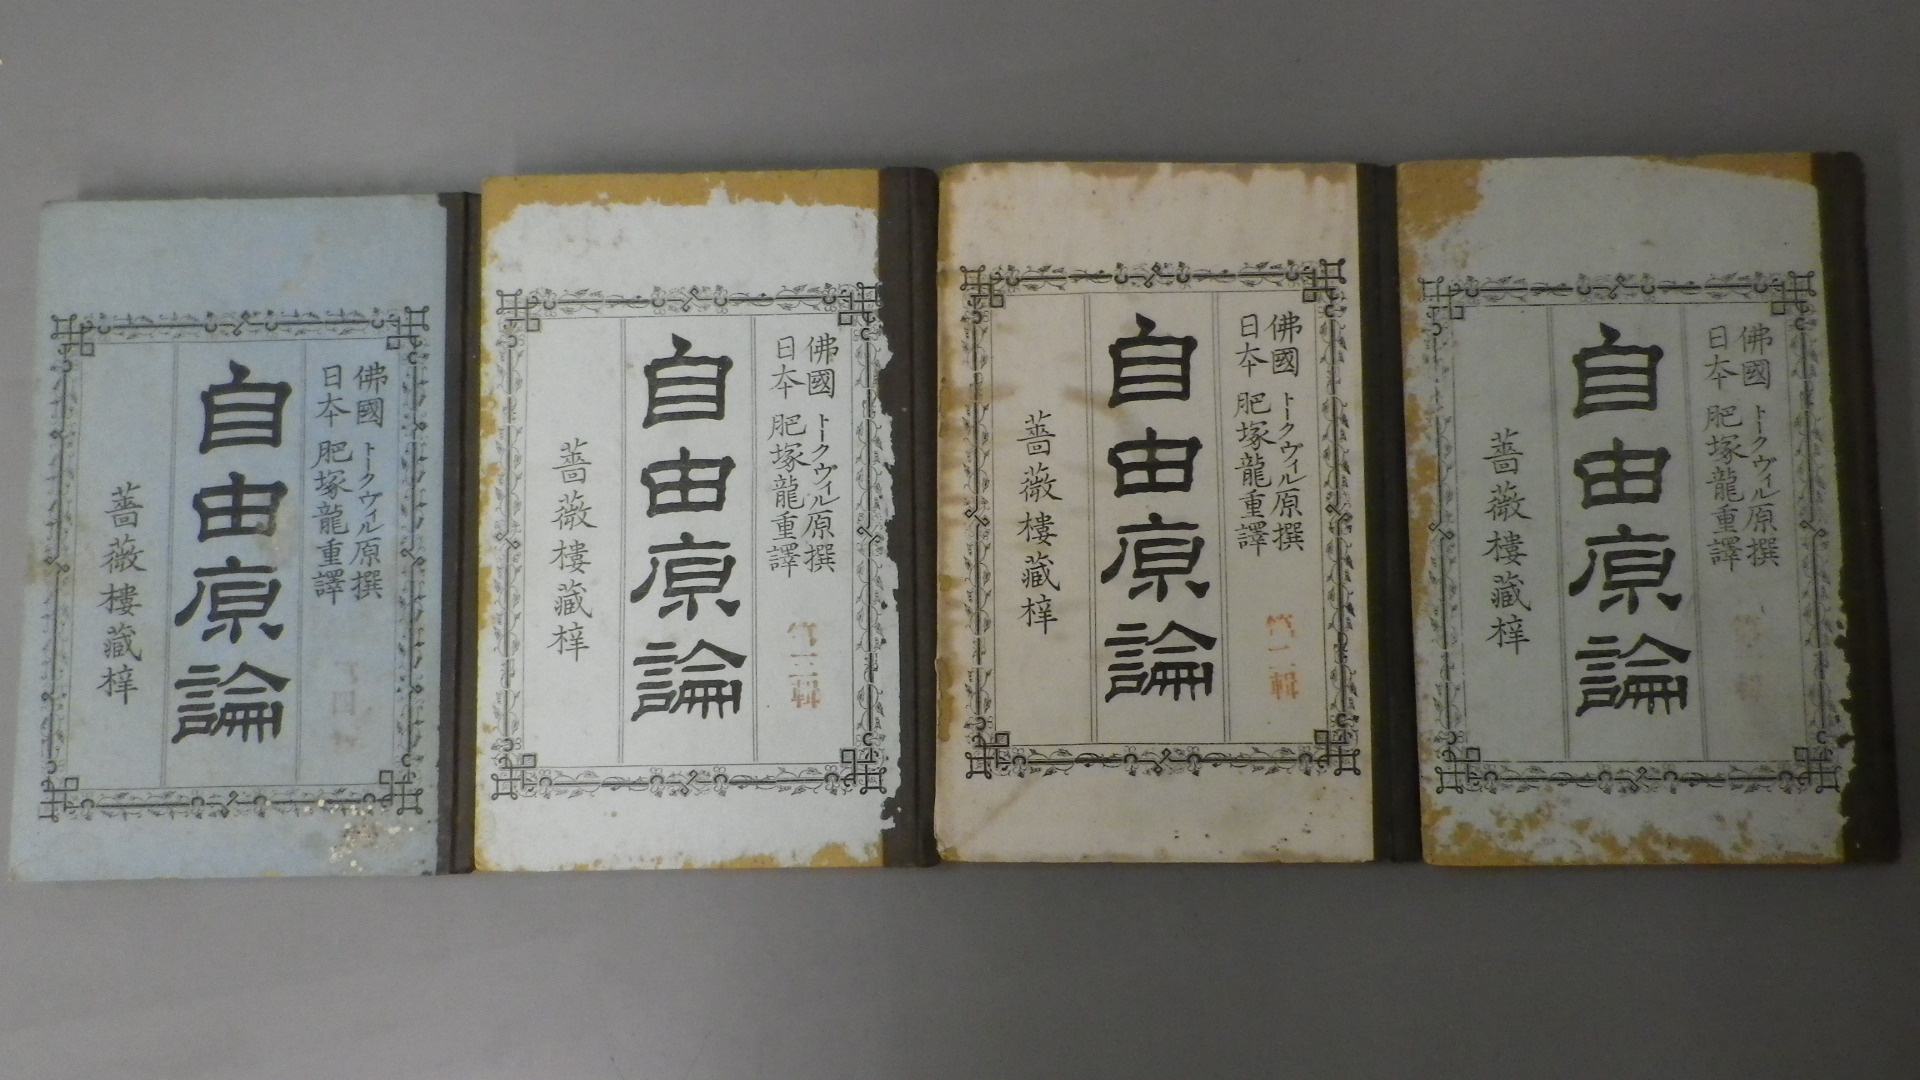 佛國 トークヴィル原撰
日本 肥塚龍重譯
自由原論
薔薇樓藏梓
佛國 トークヴィル原撰
日本 肥塚龍重譯
第二輯
自由原論
薔薇樓藏梓
佛國 トークヴィル原撰
日本 肥塚龍重譯
第三輯
自由原論
薔薇樓藏梓
佛國 トークヴィル原撰
日本 肥塚龍重譯
自由原論
薔薇樓藏梓